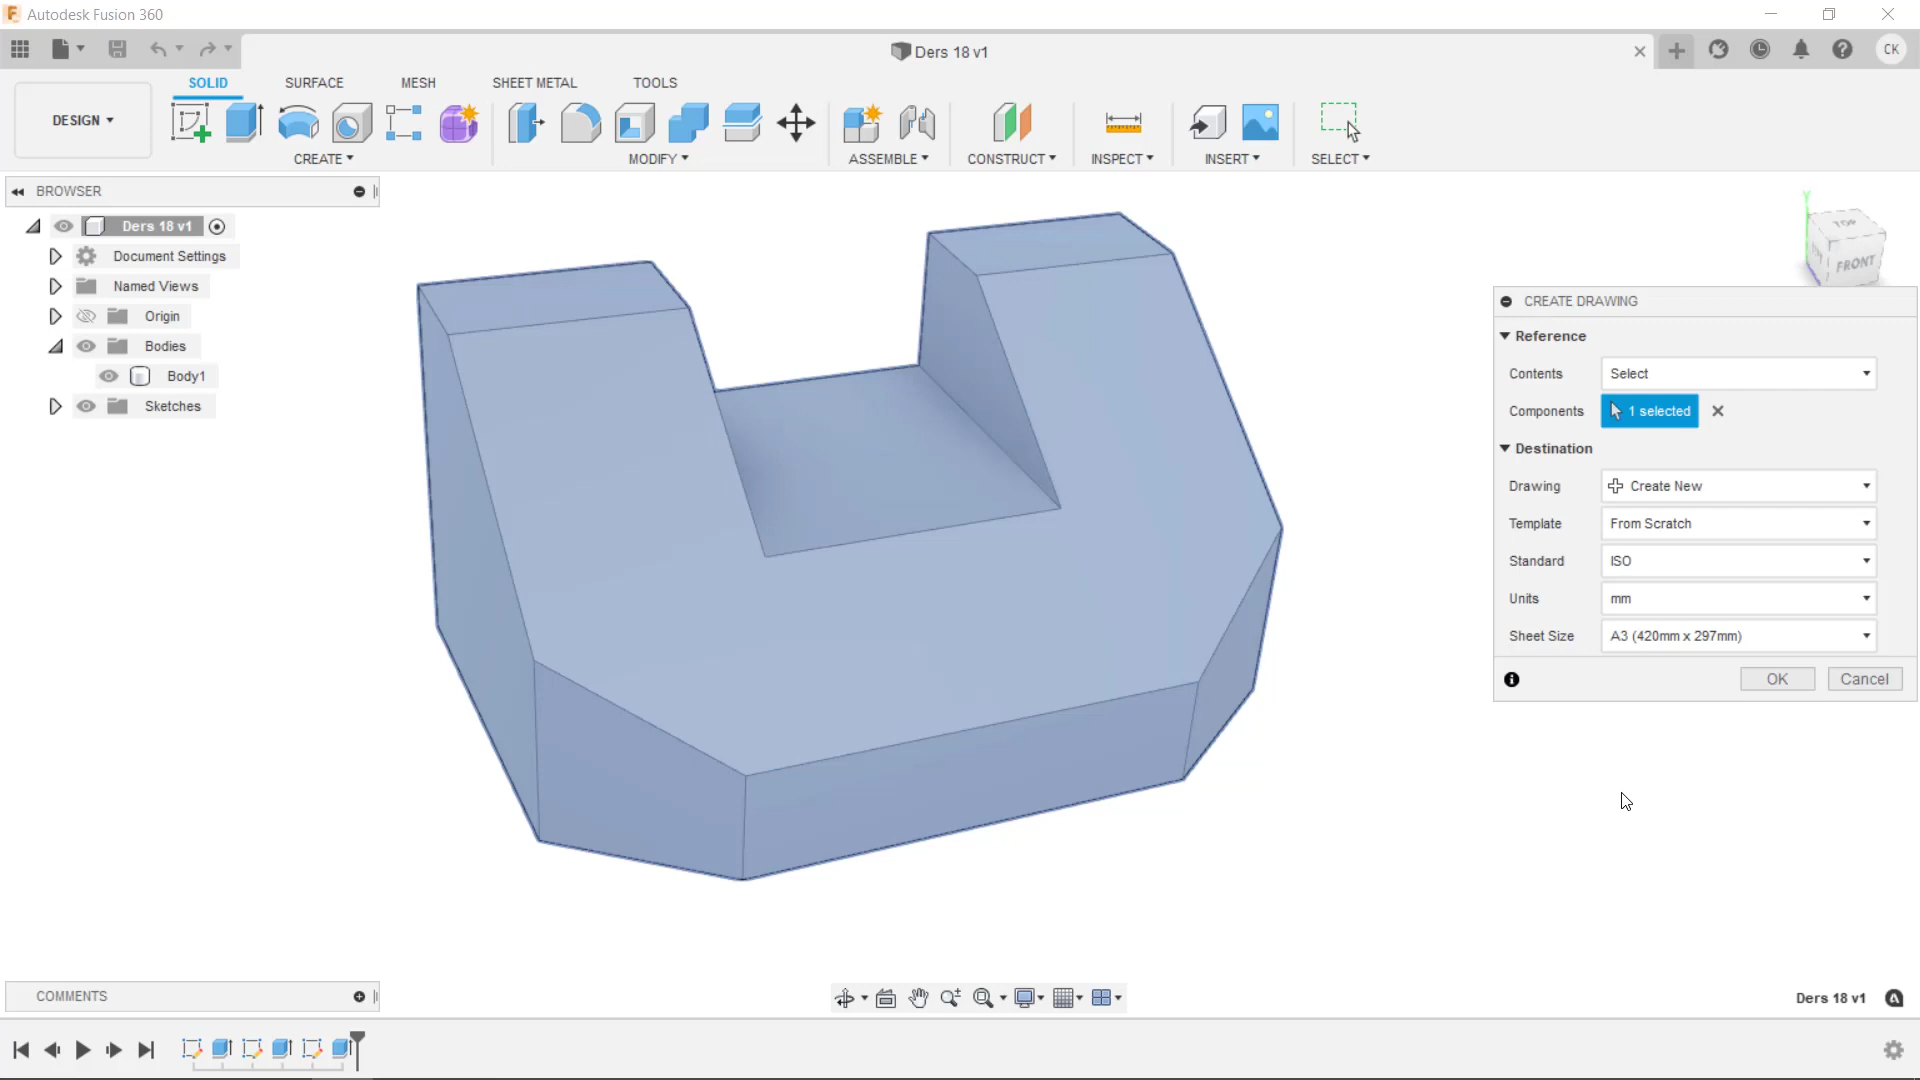 Autodesk Fusion 360
Ders 18 v1
CK
DESIGN
SOLID SURFACE MESH SHEET METAL TOOLS
CREATE MODIFY ASSEMBLE CONSTRUCT INSPECT INSERT SELECT
BROWSER
Ders 18 v1
Document Settings
Named Views
Origin
Bodies
Body1
Sketches
Y
TOP
FRONT
CREATE DRAWING
Reference
Contents Select
Components 1 selected
Destination
Drawing Create New
Template From Scratch
Standard ISO
Units mm
Sheet Size A3 (420mm x 297mm)
OK Cancel
COMMENTS
Ders 18 v1